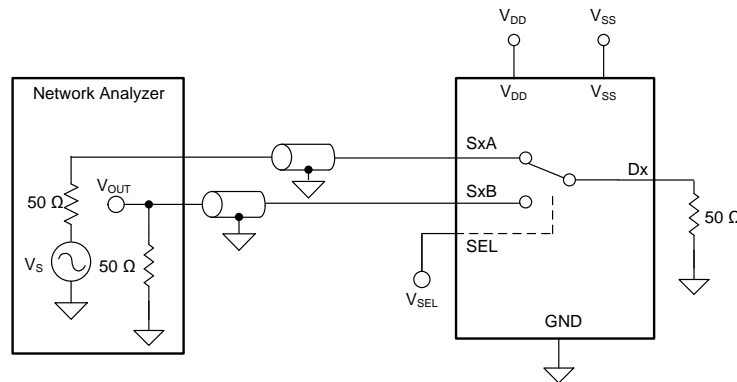 V_DD
V_SS
Network Analyzer
V_DD
V_SS
SxA
Dx
V_OUT
SxB
50 Ω
50 Ω
SEL
V_S
50 Ω
V_SEL
GND